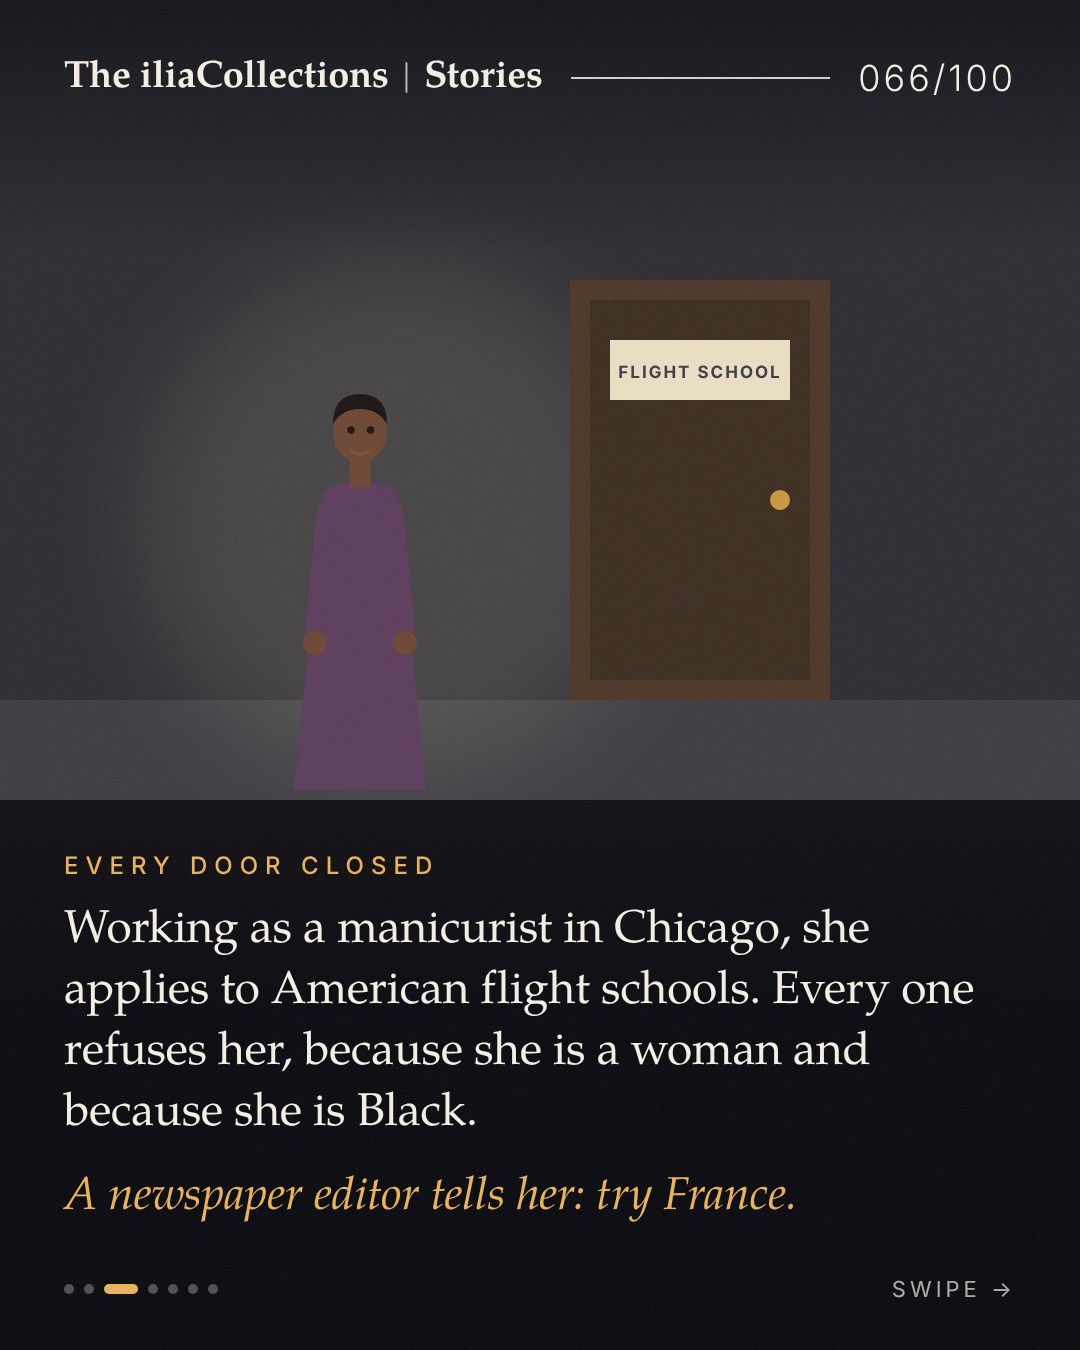 The iliaCollections | Stories 066/100
FLIGHT SCHOOL
EVERY DOOR CLOSED
Working as a manicurist in Chicago, she
applies to American flight schools. Every one
refuses her, because she is a woman and
because she is Black.
A newspaper editor tells her: try France.
SWIPE →